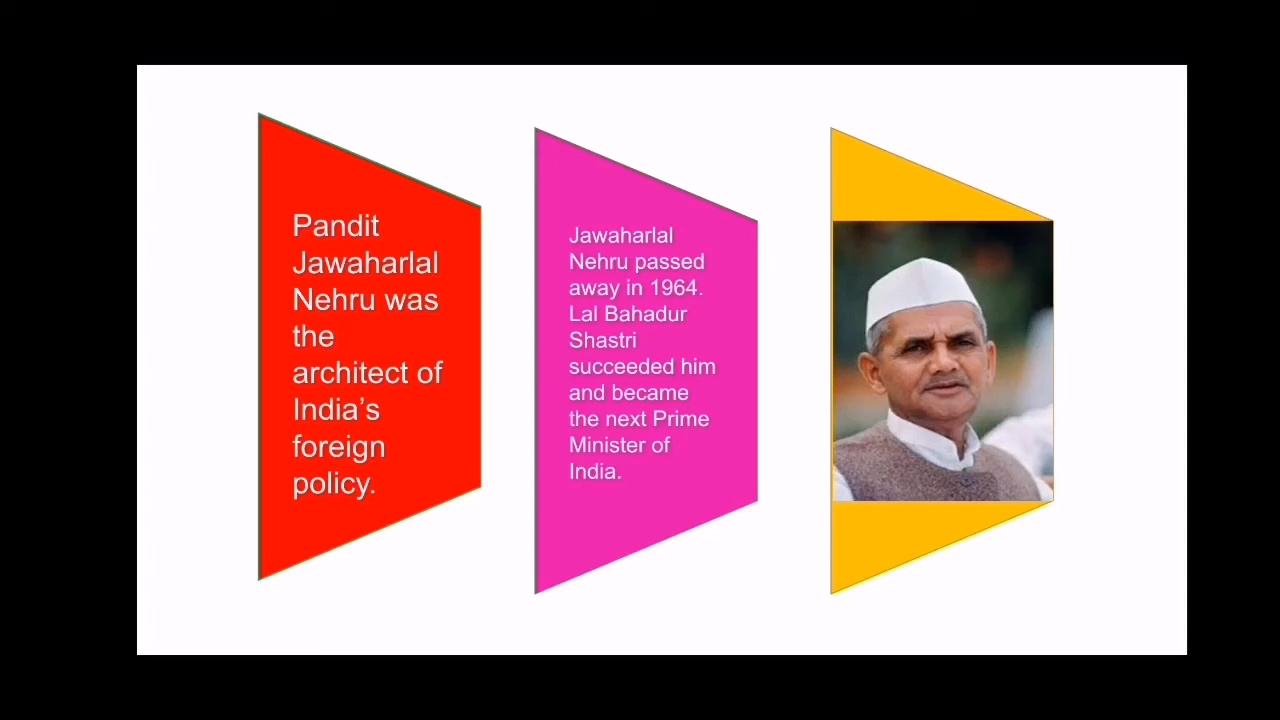 Pandit
Jawaharlal
Nehru was
the
architect of
India’s
foreign
policy.
Jawaharlal
Nehru passed
away in 1964.
Lal Bahadur
Shastri
succeeded him
and became
the next Prime
Minister of
India.